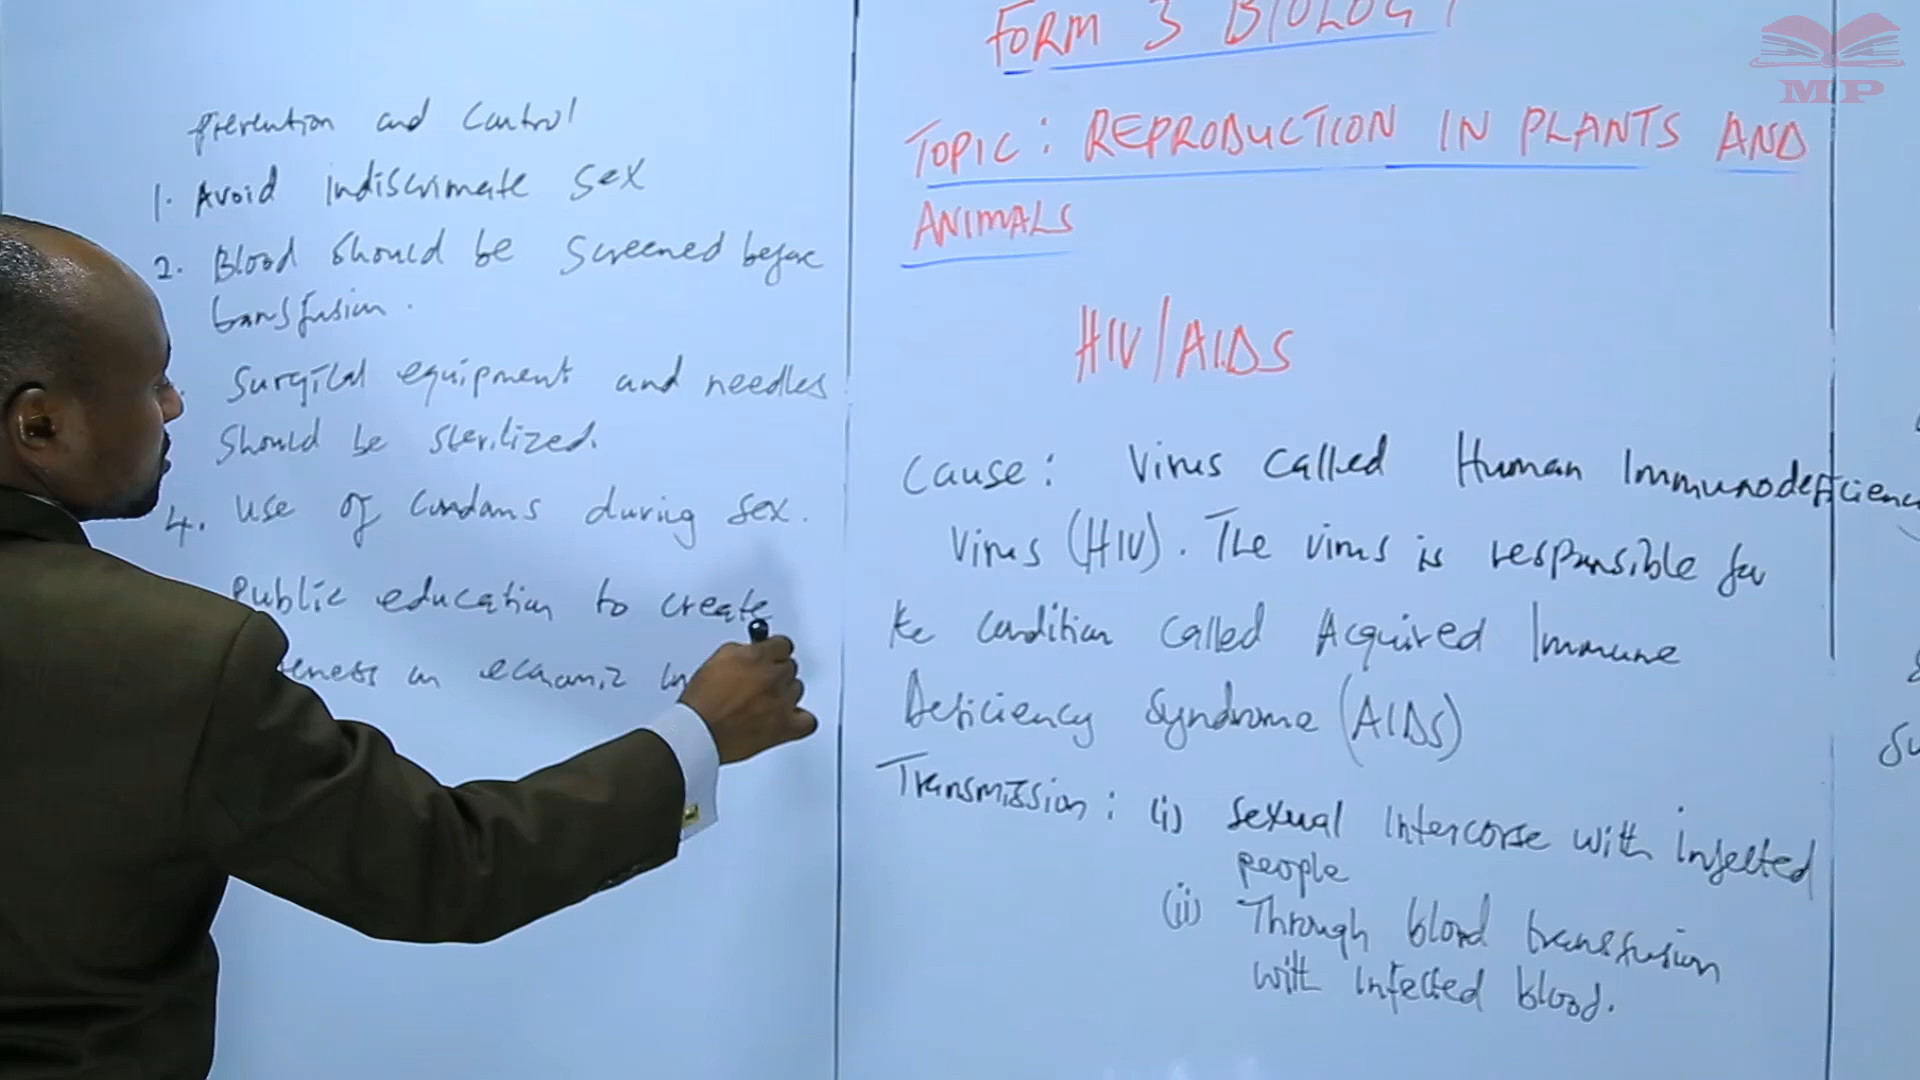 Prevention and Control
1. Avoid Indiscrimate sex
2. Blood should be screened before
transfusion.
Surgical equipment and needles
should be sterilized.
4. Use of condoms during sex.
Public education to create
FORM 3 BIOLOGY
TOPIC: REPRODUCTION IN PLANTS AND
ANIMALS
HIV/AIDS
Cause: Virus called Human Immunodeficiency
Virus (HIV). The virus is responsible for
the condition called Acquired Immune
Deficiency Syndrome (AIDS)
Transmission: (i) Sexual Intercorse with infected
people
(ii) Through blood transfusion
with infected blood.
MP